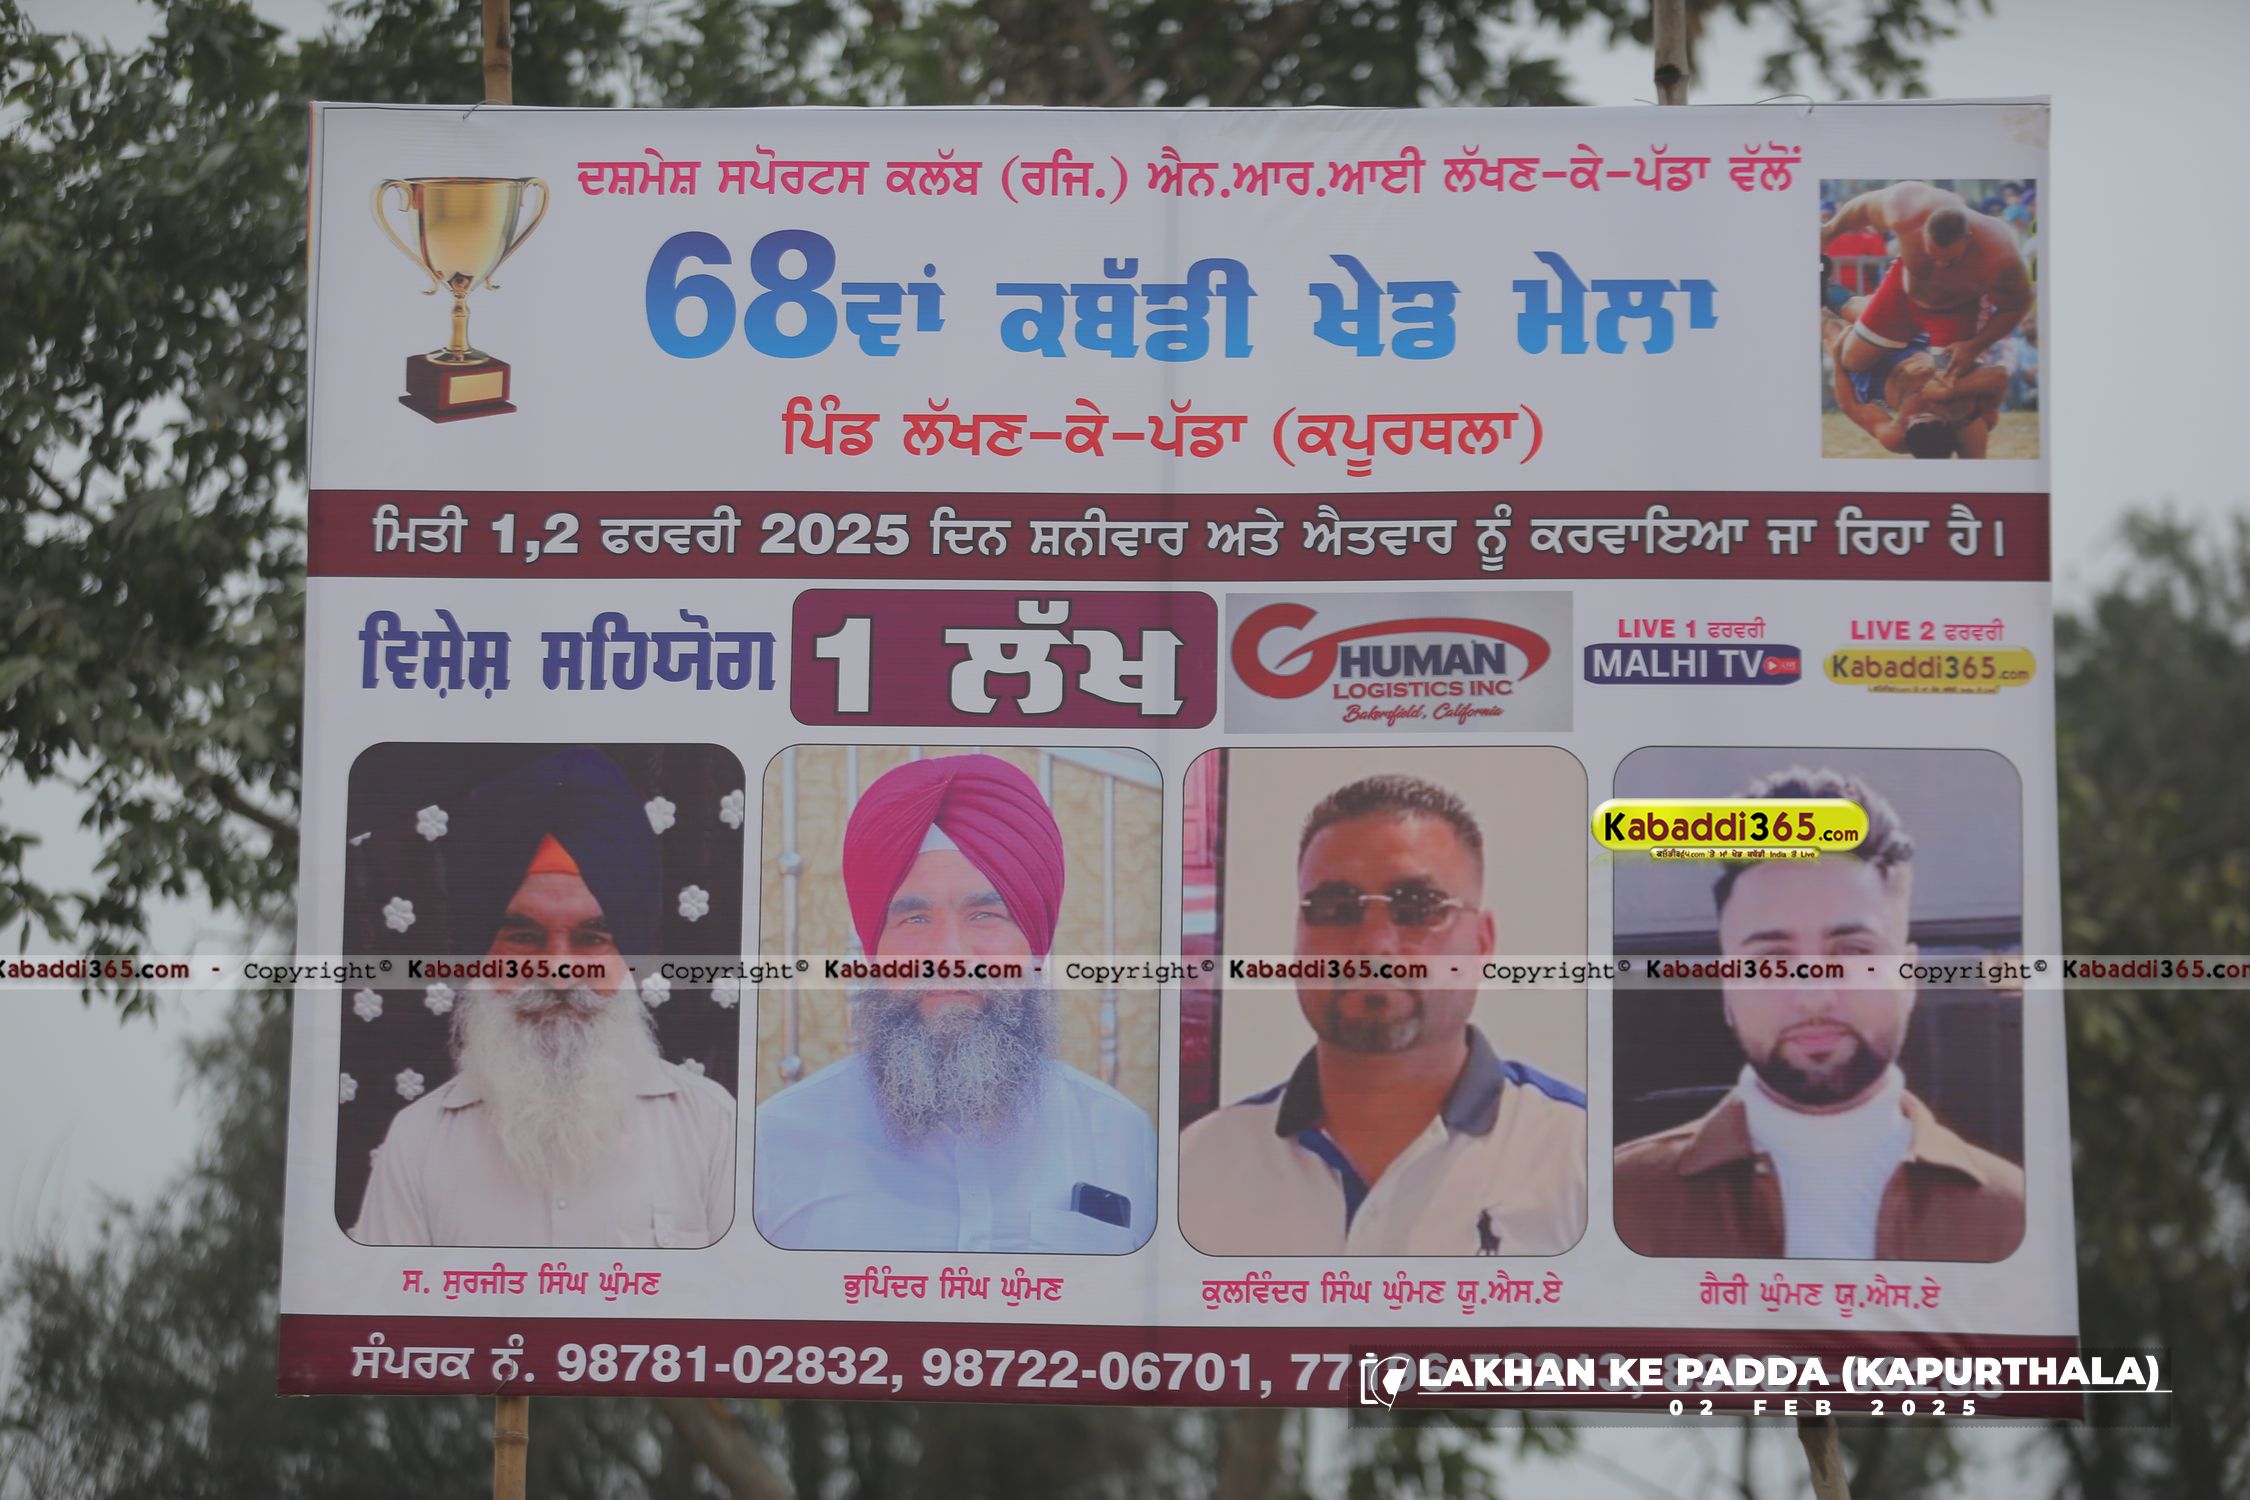 ਦਸ਼ਮੇਸ਼ ਸਪੋਰਟਸ ਕਲੱਬ (ਰਜਿ.) ਐਨ.ਆਰ.ਆਈ ਲੱਖਣ-ਕੇ-ਪੱਡਾ ਵੱਲੋਂ
68ਵਾਂ ਕਬੱਡੀ ਖੇਡ ਮੇਲਾ
ਪਿੰਡ ਲੱਖਣ-ਕੇ-ਪੱਡਾ (ਕਪੂਰਥਲਾ)
ਮਿਤੀ 1,2 ਫਰਵਰੀ 2025 ਦਿਨ ਸ਼ਨੀਵਾਰ ਅਤੇ ਐਤਵਾਰ ਨੂੰ ਕਰਵਾਇਆ ਜਾ ਰਿਹਾ ਹੈ।
ਵਿਸ਼ੇਸ਼ ਸਹਿਯੋਗ 1 ਲੱਖ
GHUMAN
LOGISTICS INC
Bakersfield, California
LIVE 1 ਫਰਵਰੀ
MALHI TV LIVE
LIVE 2 ਫਰਵਰੀ
Kabaddi365.com
Kabaddi365.com
Kabaddi365.com - Copyright© Kabaddi365.com - Copyright© Kabaddi365.com - Copyright© Kabaddi365.com - Copyright© Kabaddi365.com - Copyright© Kabaddi365.com
ਸ. ਸੁਰਜੀਤ ਸਿੰਘ ਘੁੰਮਣ
ਭੁਪਿੰਦਰ ਸਿੰਘ ਘੁੰਮਣ
ਕੁਲਵਿੰਦਰ ਸਿੰਘ ਘੁੰਮਣ ਯੂ.ਐਸ.ਏ
ਗੈਰੀ ਘੁੰਮਣ ਯੂ.ਐਸ.ਏ
ਸੰਪਰਕ ਨੰ. 98781-02832, 98722-06701,
LAKHAN KE PADDA (KAPURTHALA)
02 FEB 2025